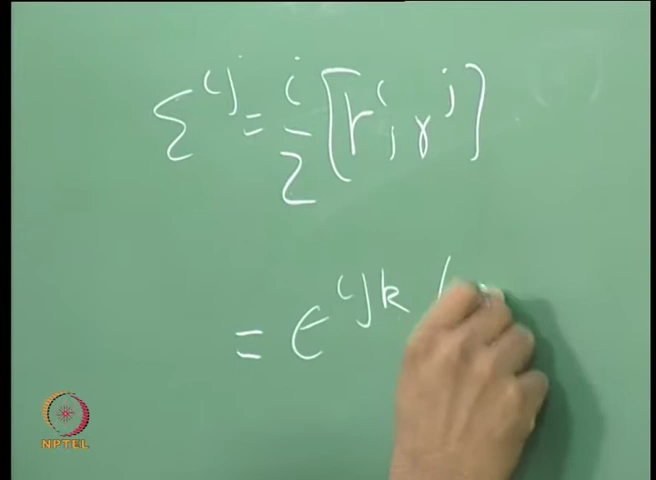 Σ^{ij} = i/2 [γ^i, γ^j]
= ϵ^{ijk} (
NPTEL